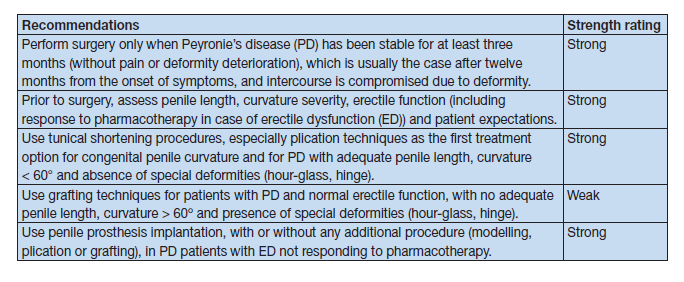 Recommendations Strength rating
Perform surgery only when Peyronie's disease (PD) has been stable for at least three Strong
months (without pain or deformity deterioration), which is usually the case after twelve
months from the onset of symptoms, and intercourse is compromised due to deformity.
Prior to surgery, assess penile length, curvature severity, erectile function (including Strong
response to pharmacotherapy in case of erectile dysfunction (ED)) and patient expectations.
Use tunical shortening procedures, especially plication techniques as the first treatment Strong
option for congenital penile curvature and for PD with adequate penile length, curvature
< 60° and absence of special deformities (hour-glass, hinge).
Use grafting techniques for patients with PD and normal erectile function, with no adequate Weak
penile length, curvature > 60º and presence of special deformities (hour-glass, hinge).
Use penile prosthesis implantation, with or without any additional procedure (modelling, Strong
plication or grafting), in PD patients with ED not responding to pharmacotherapy.